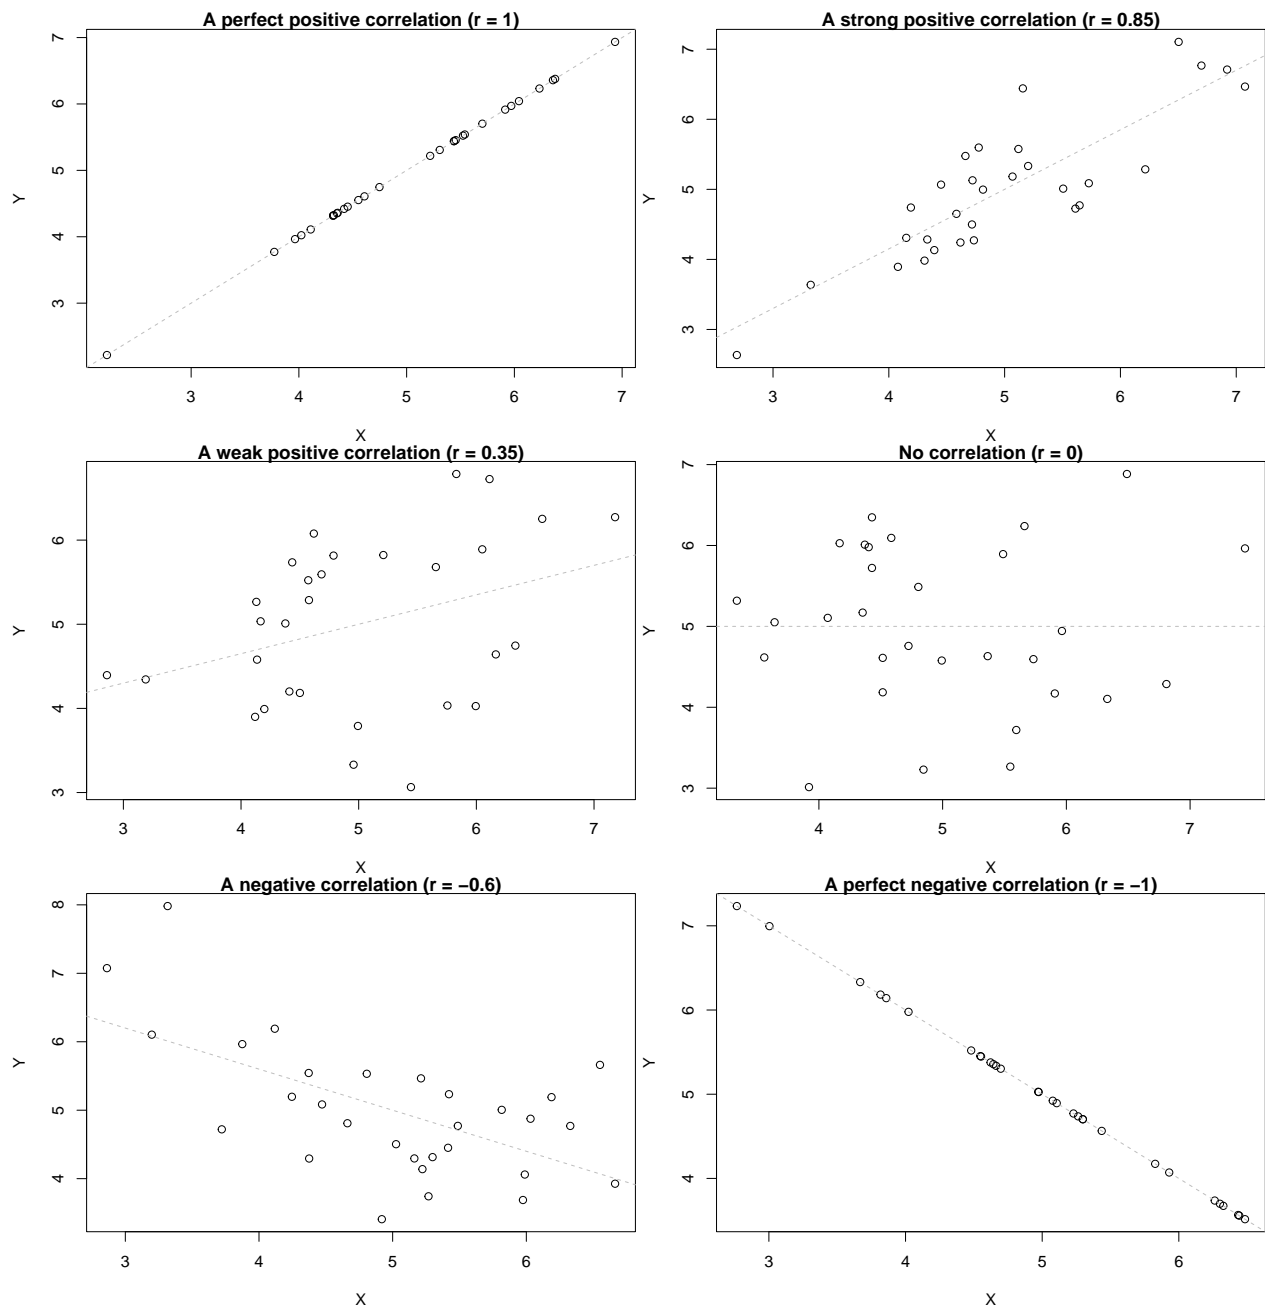 A perfect positive correlation (r = 1)
7
6
5
4
3
Y
3 4 5 6 7
X
A strong positive correlation (r = 0.85)
7
6
5
4
3
Y
3 4 5 6 7
X
A weak positive correlation (r = 0.35)
6
5
4
3
Y
3 4 5 6 7
X
No correlation (r = 0)
7
6
5
4
3
Y
4 5 6 7
X
A negative correlation (r = −0.6)
8
7
6
5
4
Y
3 4 5 6
X
A perfect negative correlation (r = −1)
7
6
5
4
Y
3 4 5 6
X